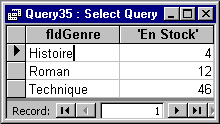 Query35 : Select Query
fldGenre 'En Stock'
Histoire 4
Roman 12
Technique 46
Record: 1